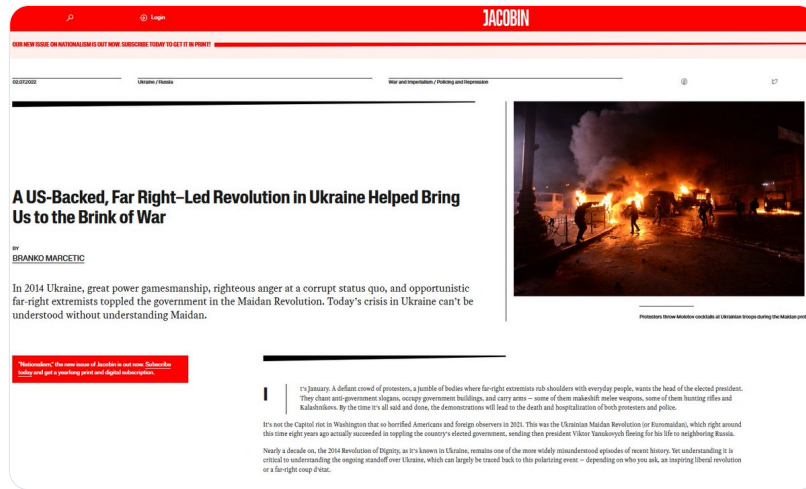 Login
JACOBIN
OUR NEW ISSUE ON NATIONALISM IS OUT NOW. SUBSCRIBE TODAY TO GET IT IN PRINT!
02.07.2022
Ukraine / Russia
War and Imperialism / Policing and Repression
A US-Backed, Far Right–Led Revolution in Ukraine Helped Bring
Us to the Brink of War
BY
BRANKO MARCETIC
In 2014 Ukraine, great power gamesmanship, righteous anger at a corrupt status quo, and opportunistic
far-right extremists toppled the government in the Maidan Revolution. Today's crisis in Ukraine can't be
understood without understanding Maidan.
Protesters throw Molotov cocktails at Ukrainian troops during the Maidan prot
"Nationalism," the new issue of Jacobin is out now. Subscribe
today and get a yearlong print and digital subscription.
It's January. A defiant crowd of protesters, a jumble of bodies where far-right extremists rub shoulders with everyday people, wants the head of the elected president.
They chant anti-government slogans, occupy government buildings, and carry arms — some of them makeshift melee weapons, some of them hunting rifles and
Kalashnikovs. By the time it's all said and done, the demonstrations will lead to the death and hospitalization of both protesters and police.
It's not the Capitol riot in Washington that so horrified Americans and foreign observers in 2021. This was the Ukrainian Maidan Revolution (or Euromaidan), which right around
this time eight years ago actually succeeded in toppling the country's elected government, sending then president Viktor Yanukovych fleeing for his life to neighboring Russia.
Nearly a decade on, the 2014 Revolution of Dignity, as it's known in Ukraine, remains one of the more widely misunderstood episodes of recent history. Yet understanding it is
critical to understanding the ongoing standoff over Ukraine, which can largely be traced back to this polarizing event — depending on who you ask, an inspiring liberal revolution
or a far-right coup d'état.